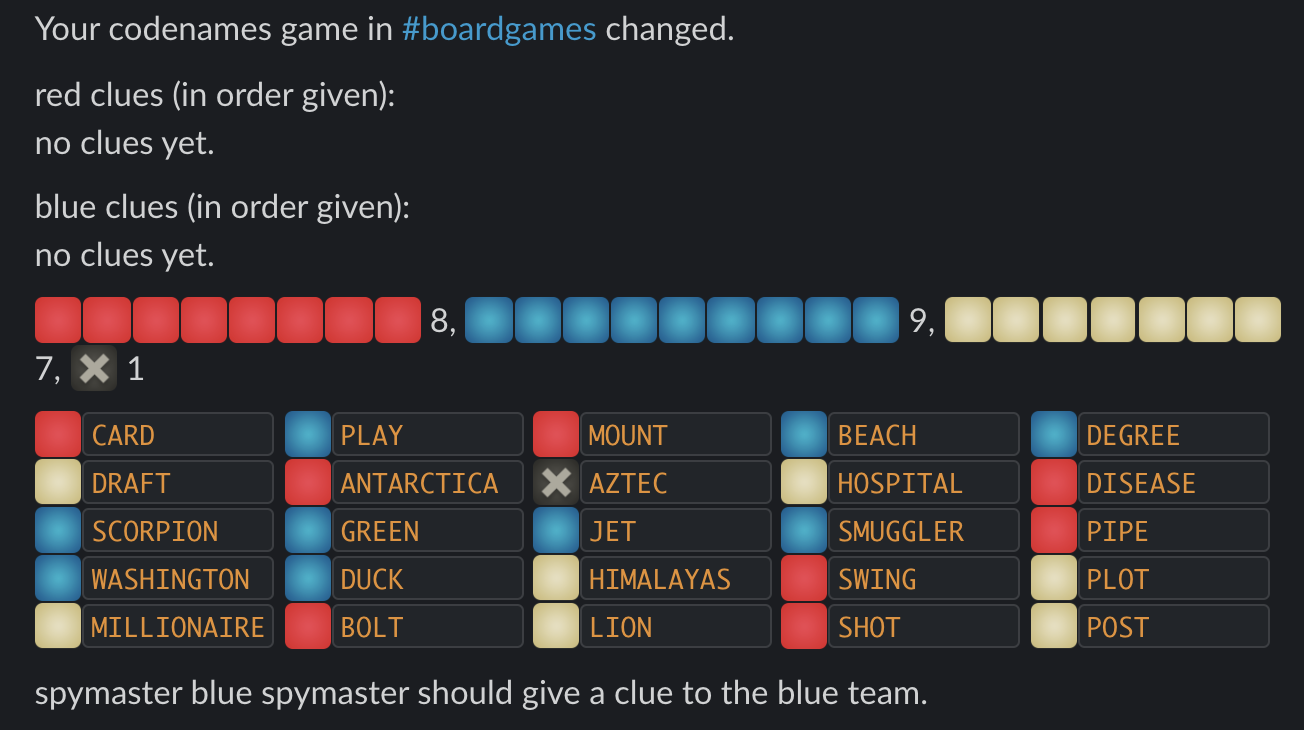 Your codenames game in #boardgames changed.
red clues (in order given):
no clues yet.
blue clues (in order given):
no clues yet.
8, 9,
7, 1
CARD PLAY MOUNT BEACH DEGREE
DRAFT ANTARCTICA AZTEC HOSPITAL DISEASE
SCORPION GREEN JET SMUGGLER PIPE
WASHINGTON DUCK HIMALAYAS SWING PLOT
MILLIONAIRE BOLT LION SHOT POST
spymaster blue spymaster should give a clue to the blue team.